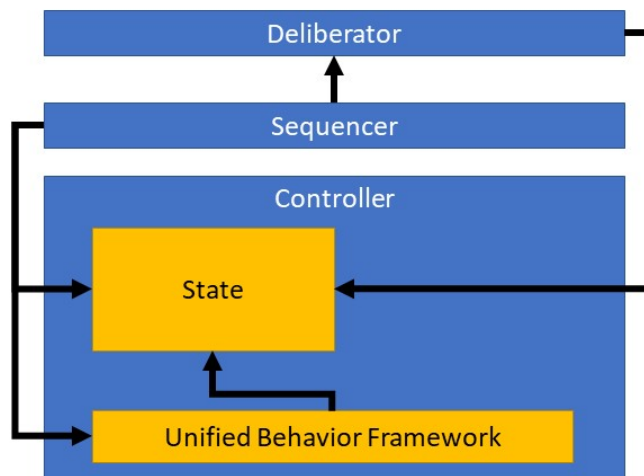 Deliberator
Sequencer
Controller
State
Unified Behavior Framework